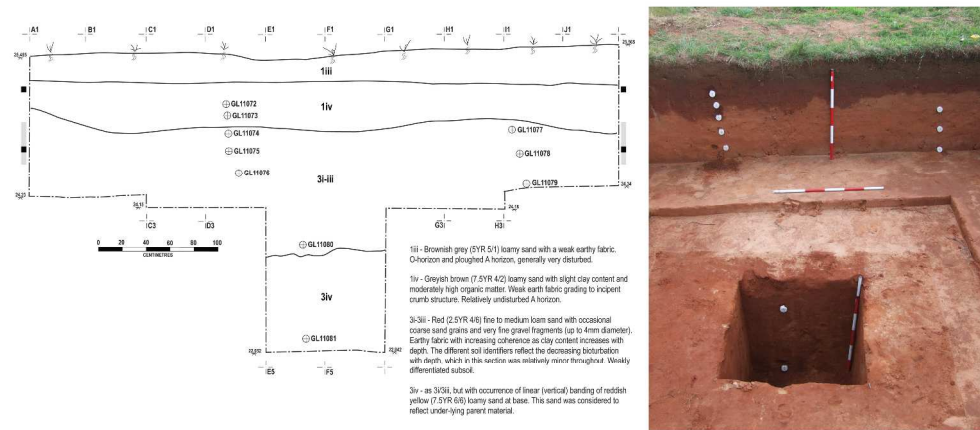 A1 B1 C1 D1 E1 F1 G1 H1 I1 J1
1iii
1iv
GL11072
GL11073
GL11074
GL11075
GL11076
GL11077
GL11078
GL11079
3i-iii
24.23
24.13
24.18
24.34
C3 D3 G3 H3
0 20 40 60 80 100
CENTIMETRES
GL11080
3iv
GL11081
E5 F5
1iii - Brownish grey (5YR 5/1) loamy sand with a weak earthy fabric.
O-horizon and ploughed A horizon, generally very disturbed.
1iv - Greyish brown (7.5YR 4/2) loamy sand with slight clay content and
moderately high organic matter. Weak earth fabric grading to incipent
crumb structure. Relatively undisturbed A horizon.
3i-3iii - Red (2.5YR 4/6) fine to medium loam sand with occasional
coarse sand grains and very fine gravel fragments (up to 4mm diameter).
Earthy fabric with increasing coherence as clay content increases with
depth. The different soil identifiers reflect the decreasing bioturbation
with depth, which in this section was relatively minor throughout. Weakly
differentiated subsoil.
3iv - as 3i/3iii, but with occurrence of linear (vertical) banding of reddish
yellow (7.5YR 6/6) loamy sand at base. This sand was considered to
reflect under-lying parent material.